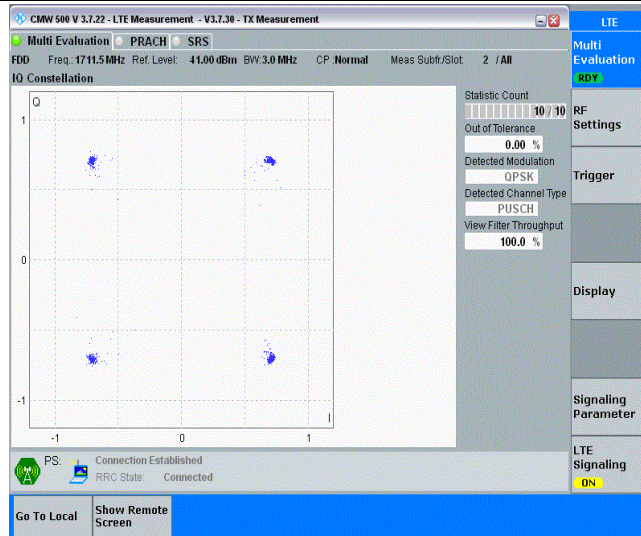 CMW 500 V 3.7.22 - LTE Measurement - V3.7.30 - TX Measurement
LTE
Multi Evaluation PRACH SRS
FDD Freq.: 1711.5 MHz Ref. Level: 41.00 dBm BW: 3.0 MHz CP :Normal Meas Subfr./Slot: 2 / All
IQ Constellation
Q
1
0
-1
-1 0 1
I
Statistic Count
10 / 10
Out of Tolerance
0.00 %
Detected Modulation
QPSK
Detected Channel Type
PUSCH
View Filter Throughput
100.0 %
Multi
Evaluation
RDY
RF
Settings
Trigger
Display
Signaling
Parameter
LTE
Signaling
ON
PS: Connection Established
RRC State: Connected
Go To Local
Show Remote
Screen